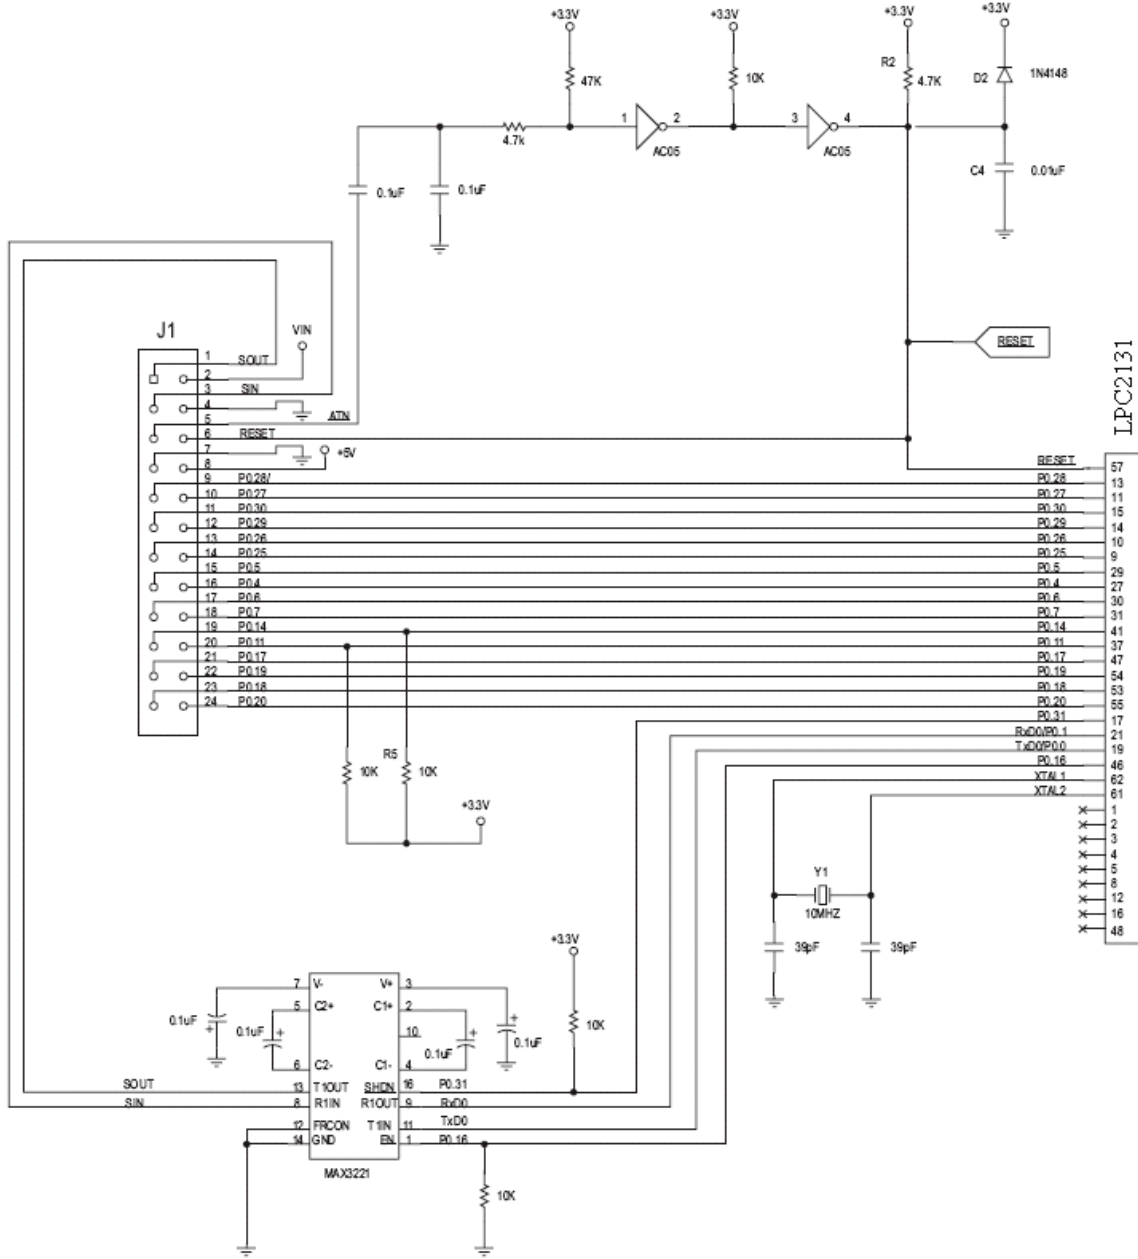 +3.3V
+3.3V
+3.3V
+3.3V
47K
10K
R2
4.7K
D2
1N4148
1
2
3
4
4.7k
AC05
AC05
0.1uF
0.1uF
C4
0.01uF
J1
VIN
RESET
LPC2131
1 SOUT
2
3 SIN
4
5 ATN
6 RESET
7
8 +5V
9 P0.28/
10 P0.27
11 P0.30
12 P0.29
13 P0.26
14 P0.25
15 P0.5
16 P0.4
17 P0.6
18 P0.7
19 P0.14
20 P0.11
21 P0.17
22 P0.19
23 P0.18
24 P0.20
RESET 57
P0.28 13
P0.27 11
P0.30 15
P0.29 14
P0.26 10
P0.25 9
P0.5 29
P0.4 27
P0.6 30
P0.7 31
P0.14 41
P0.11 37
P0.17 47
P0.19 54
P0.18 53
P0.20 55
P0.31 17
RxD0/P0.1 21
TxD0/P0.0 19
P0.16 46
XTAL1 62
XTAL2 61
1
2
3
4
5
8
12
16
48
R5
10K
10K
+3.3V
Y1
10MHZ
39pF
39pF
+3.3V
10K
7 V-
V+ 3
5 C2+
C1+ 2
10
6 C2-
C1- 4
0.1uF
0.1uF
0.1uF
0.1uF
SOUT
13 T1OUT
SHDN 16
P0.31
SIN
8 R1IN
R1OUT 9
RxD0
12 FRCON
T1IN 11
TxD0
14 GND
EN 1
P0.16
MAX3221
10K